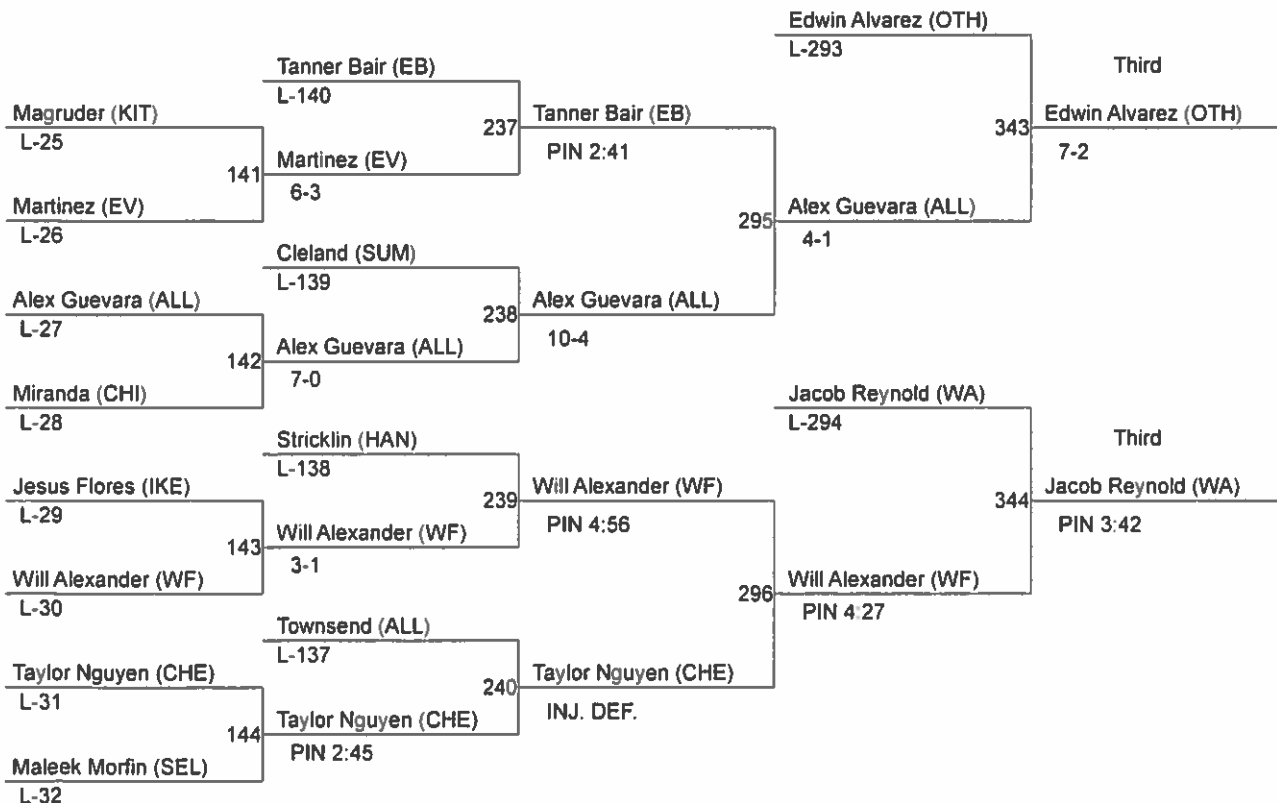 Edwin Alvarez (OTH)
L-293
Third
Tanner Bair (EB)
L-140
Magruder (KIT)
L-25
237
Tanner Bair (EB)
PIN 2:41
343
Edwin Alvarez (OTH)
7-2
141
Martinez (EV)
6-3
Martinez (EV)
L-26
295
Alex Guevara (ALL)
4-1
Cleland (SUM)
L-139
Alex Guevara (ALL)
L-27
238
Alex Guevara (ALL)
10-4
142
Alex Guevara (ALL)
7-0
Miranda (CHI)
L-28
Jacob Reynold (WA)
L-294
Third
Stricklin (HAN)
L-138
Jesus Flores (IKE)
L-29
239
Will Alexander (WF)
PIN 4:56
344
Jacob Reynold (WA)
PIN 3:42
143
Will Alexander (WF)
3-1
Will Alexander (WF)
L-30
296
Will Alexander (WF)
PIN 4:27
Townsend (ALL)
L-137
Taylor Nguyen (CHE)
L-31
240
Taylor Nguyen (CHE)
INJ. DEF.
144
Taylor Nguyen (CHE)
PIN 2:45
Maleek Morfin (SEL)
L-32